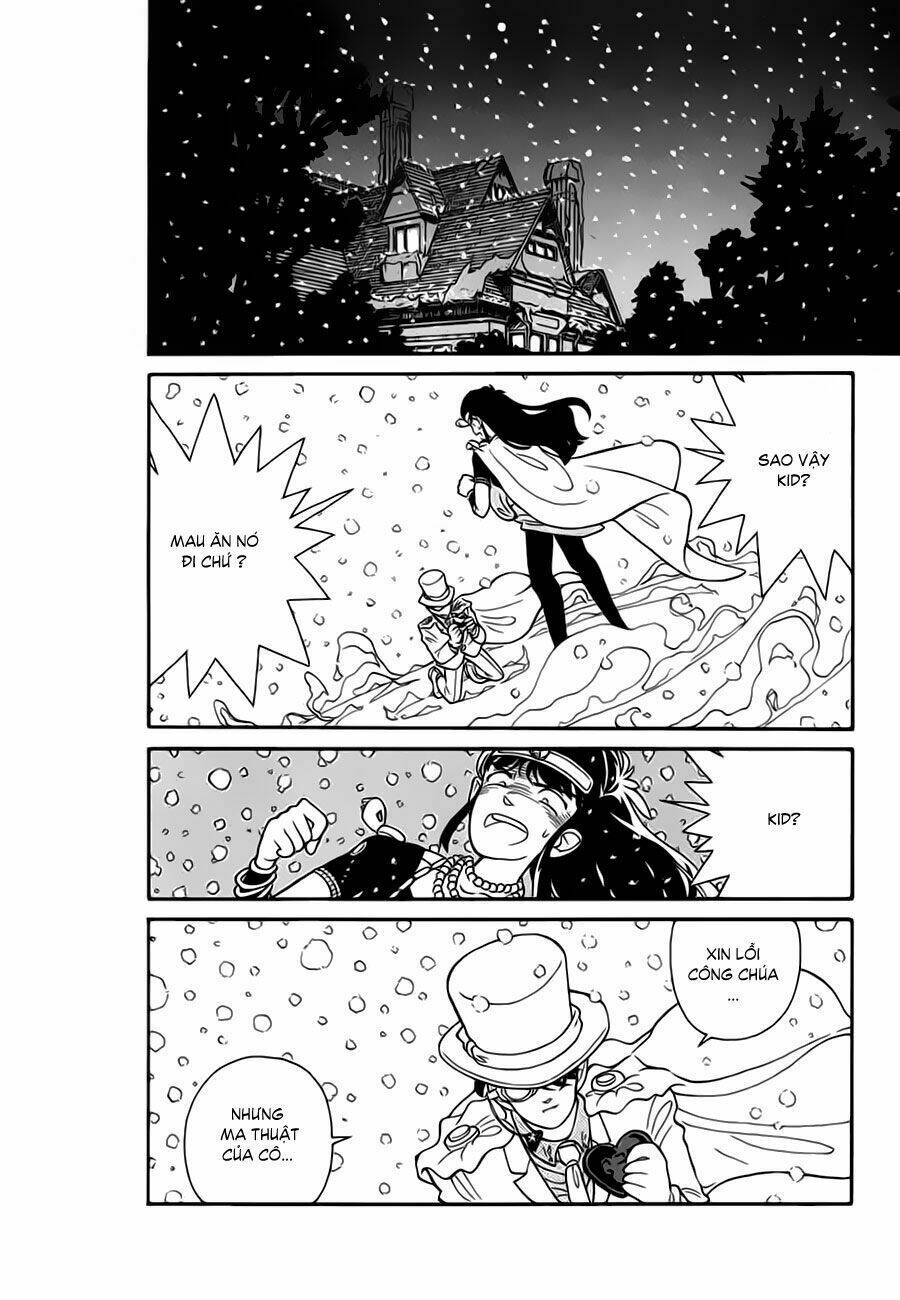 SAO VẬY
KID?
MAU ĂN NÓ
ĐI CHỨ ?
KID?
XIN LỖI
CÔNG CHÚA
...
NHƯNG
MA THUẬT
CỦA CÔ...